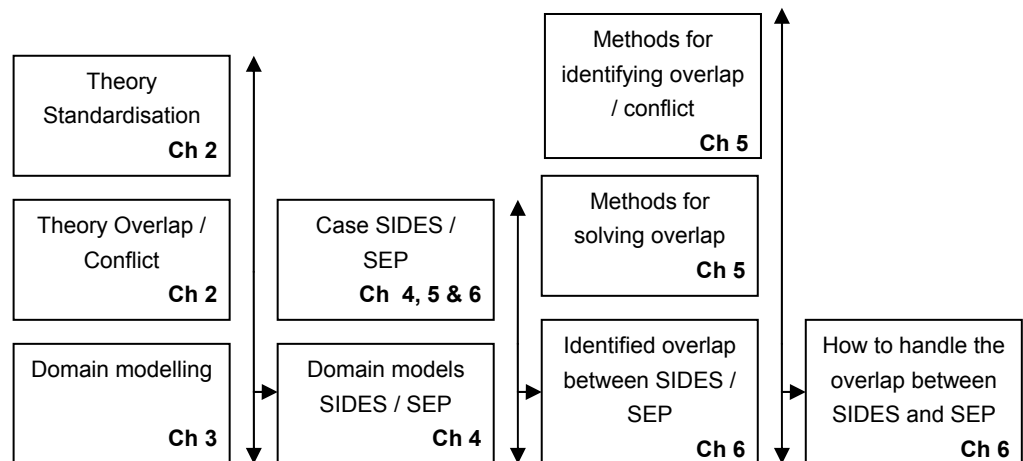 Theory
Standardisation
Ch 2
Theory Overlap /
Conflict
Ch 2
Domain modelling
Ch 3
Case SIDES /
SEP
Ch 4, 5 & 6
Domain models
SIDES / SEP
Ch 4
Methods for
identifying overlap
/ conflict
Ch 5
Methods for
solving overlap
Ch 5
Identified overlap
between SIDES /
SEP
Ch 6
How to handle the
overlap between
SIDES and SEP
Ch 6